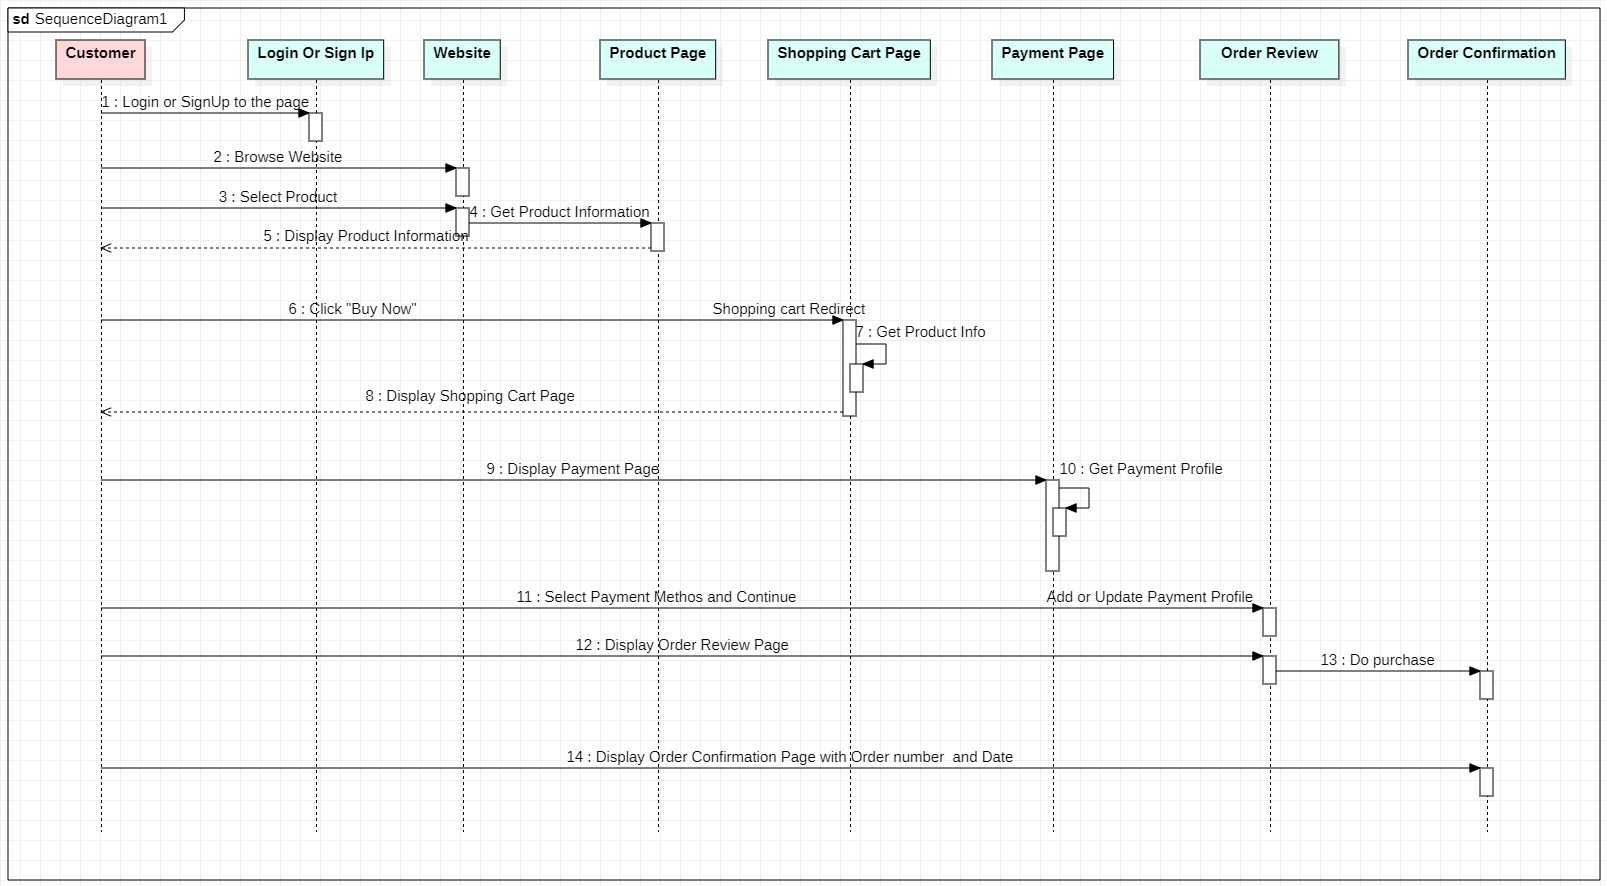 sd SequenceDiagram1
Customer
Login Or Sign Ip
Website
Product Page
Shopping Cart Page
Payment Page
Order Review
Order Confirmation
1 : Login or SignUp to the page
2 : Browse Website
3 : Select Product
4 : Get Product Information
5 : Display Product Information
6 : Click "Buy Now"
Shopping cart Redirect
7 : Get Product Info
8 : Display Shopping Cart Page
9 : Display Payment Page
10 : Get Payment Profile
11 : Select Payment Methos and Continue
Add or Update Payment Profile
12 : Display Order Review Page
13 : Do purchase
14 : Display Order Confirmation Page with Order number  and Date